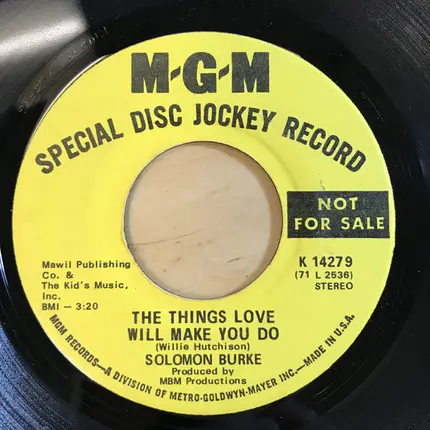 M-G-M
SPECIAL DISC JOCKEY RECORD
NOT
FOR SALE
Mawil Publishing
Co. &
The Kid's Music,
Inc.
BMI - 3:20
K 14279
(71 L 2536)
STEREO
THE THINGS LOVE
WILL MAKE YOU DO
(Willie Hutchison)
SOLOMON BURKE
Produced by
MBM Productions
MGM RECORDS—A DIVISION OF METRO-GOLDWYN-MAYER INC.—MADE IN U.S.A.